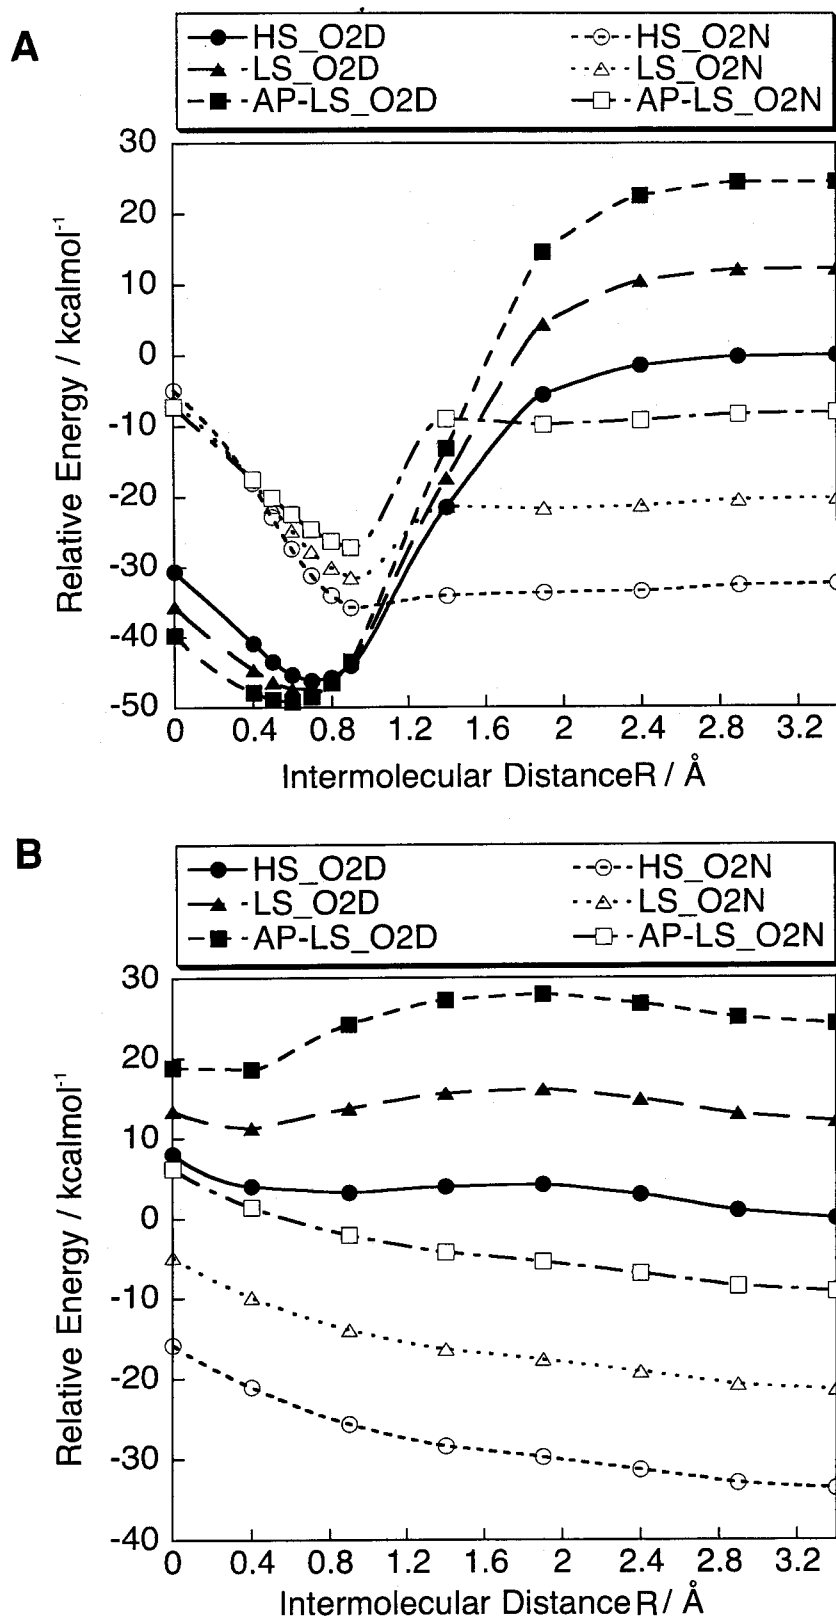 A
HS_O2D HS_O2N
LS_O2D LS_O2N
AP-LS_O2D AP-LS_O2N
30
20
10
0
-10
-20
-30
-40
-50
Relative Energy / kcalmol-1
0 0.4 0.8 1.2 1.6 2 2.4 2.8 3.2
Intermolecular DistanceR / Å
B
HS_O2D HS_O2N
LS_O2D LS_O2N
AP-LS_O2D AP-LS_O2N
30
20
10
0
-10
-20
-30
-40
Relative Energy / kcalmol-1
0 0.4 0.8 1.2 1.6 2 2.4 2.8 3.2
Intermolecular DistanceR / Å